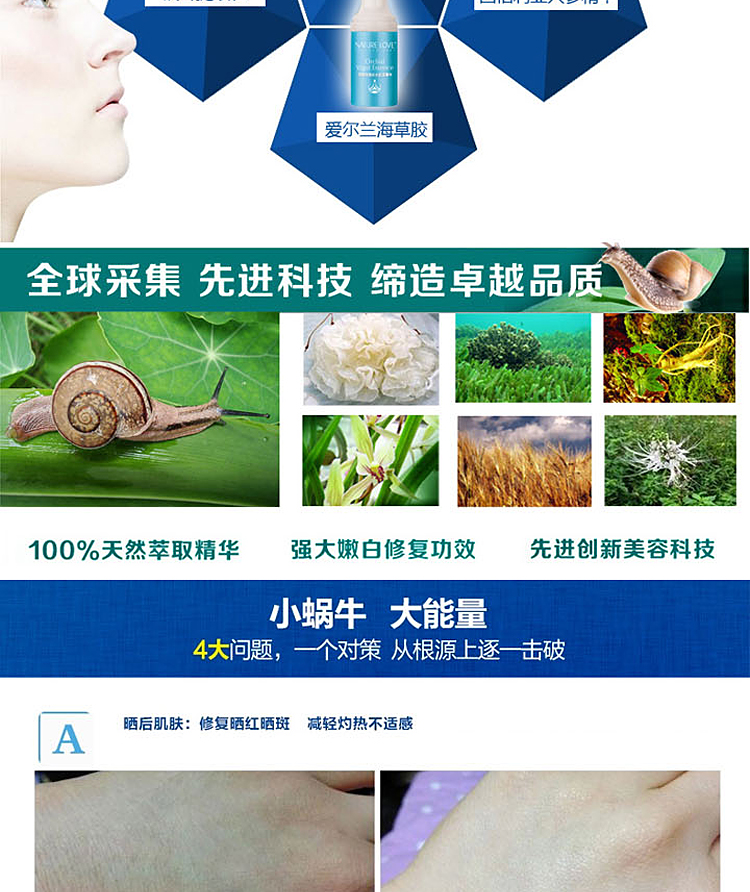 NATURE LOVE
Orchid
爱尔兰海草胶
全球采集 先进科技 缔造卓越品质
100%天然萃取精华 强大嫩白修复功效 先进创新美容科技
小蜗牛 大能量
4大问题，一个对策 从根源上逐一击破
A
晒后肌肤：修复晒红晒斑 减轻灼热不适感